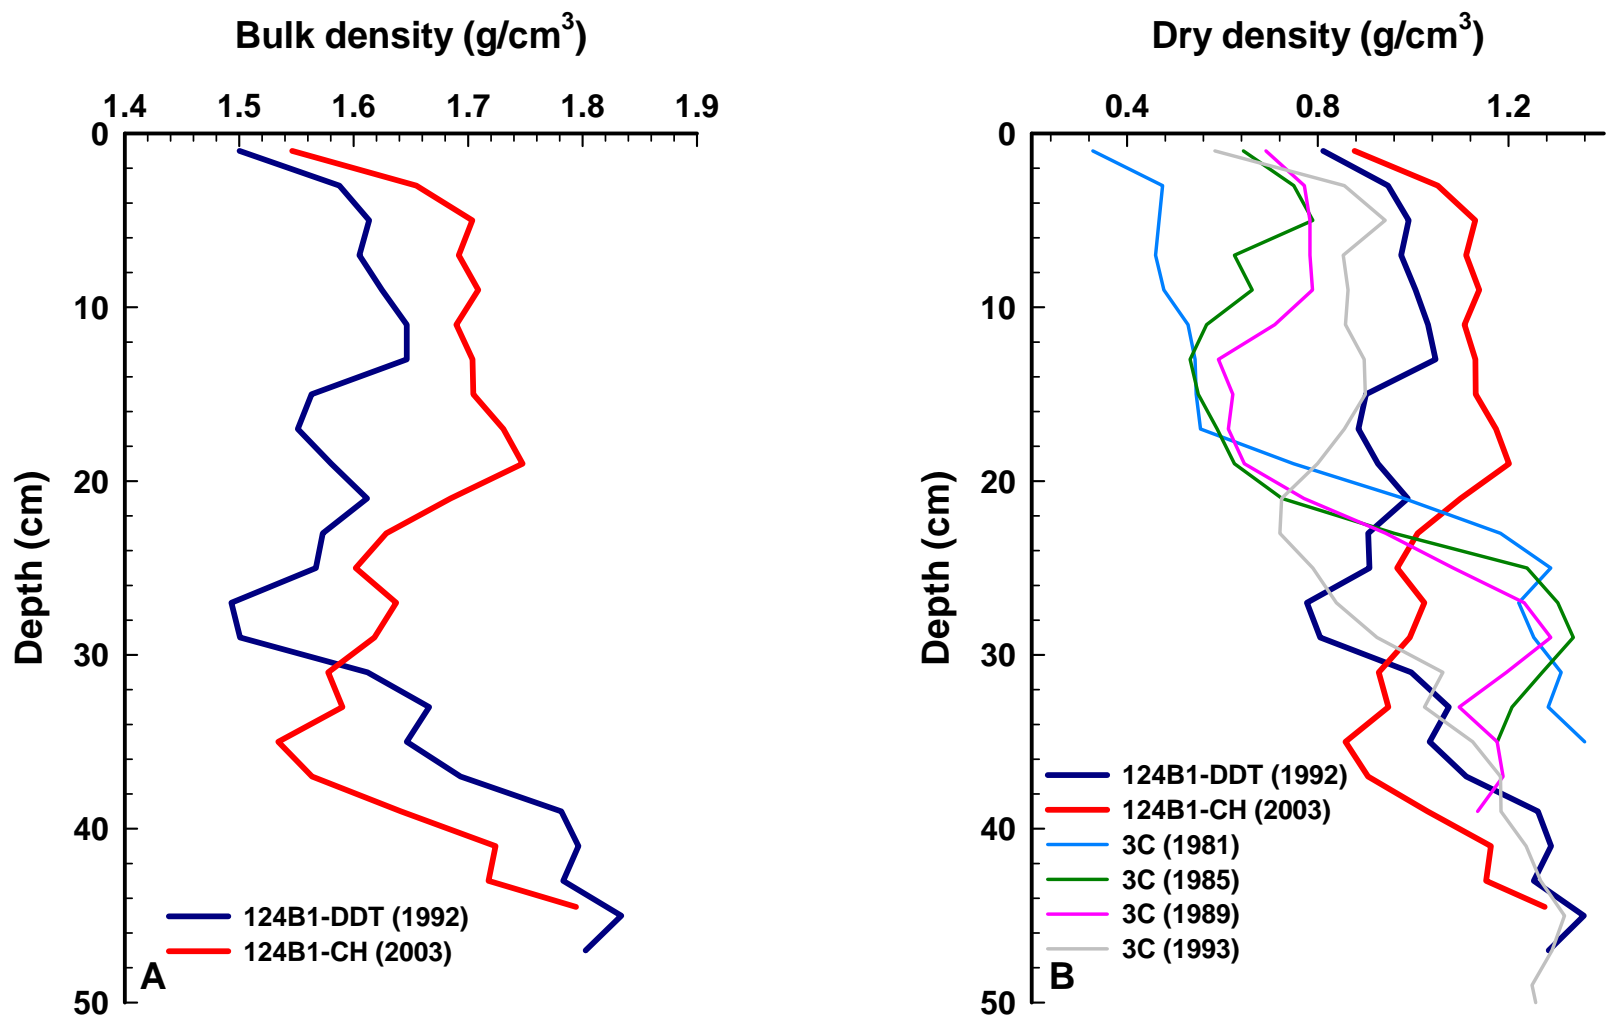 Bulk density (g/cm³)
1.4 1.5 1.6 1.7 1.8 1.9
0
10
20
30
40
50
Depth (cm)
124B1-DDT (1992)
124B1-CH (2003)
A
Dry density (g/cm³)
0.4 0.8 1.2
0
10
20
30
40
50
Depth (cm)
124B1-DDT (1992)
124B1-CH (2003)
3C (1981)
3C (1985)
3C (1989)
3C (1993)
B